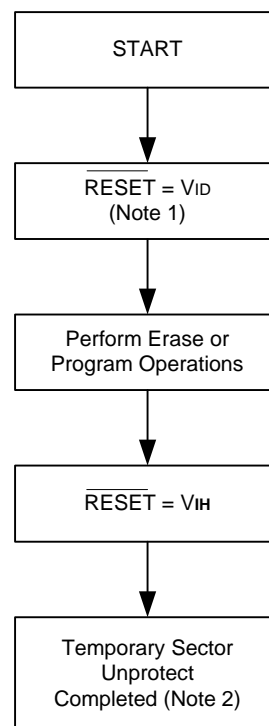 START
RESET = VID
(Note 1)
Perform Erase or
Program Operations
RESET = VIH
Temporary Sector
Unprotect
Completed (Note 2)